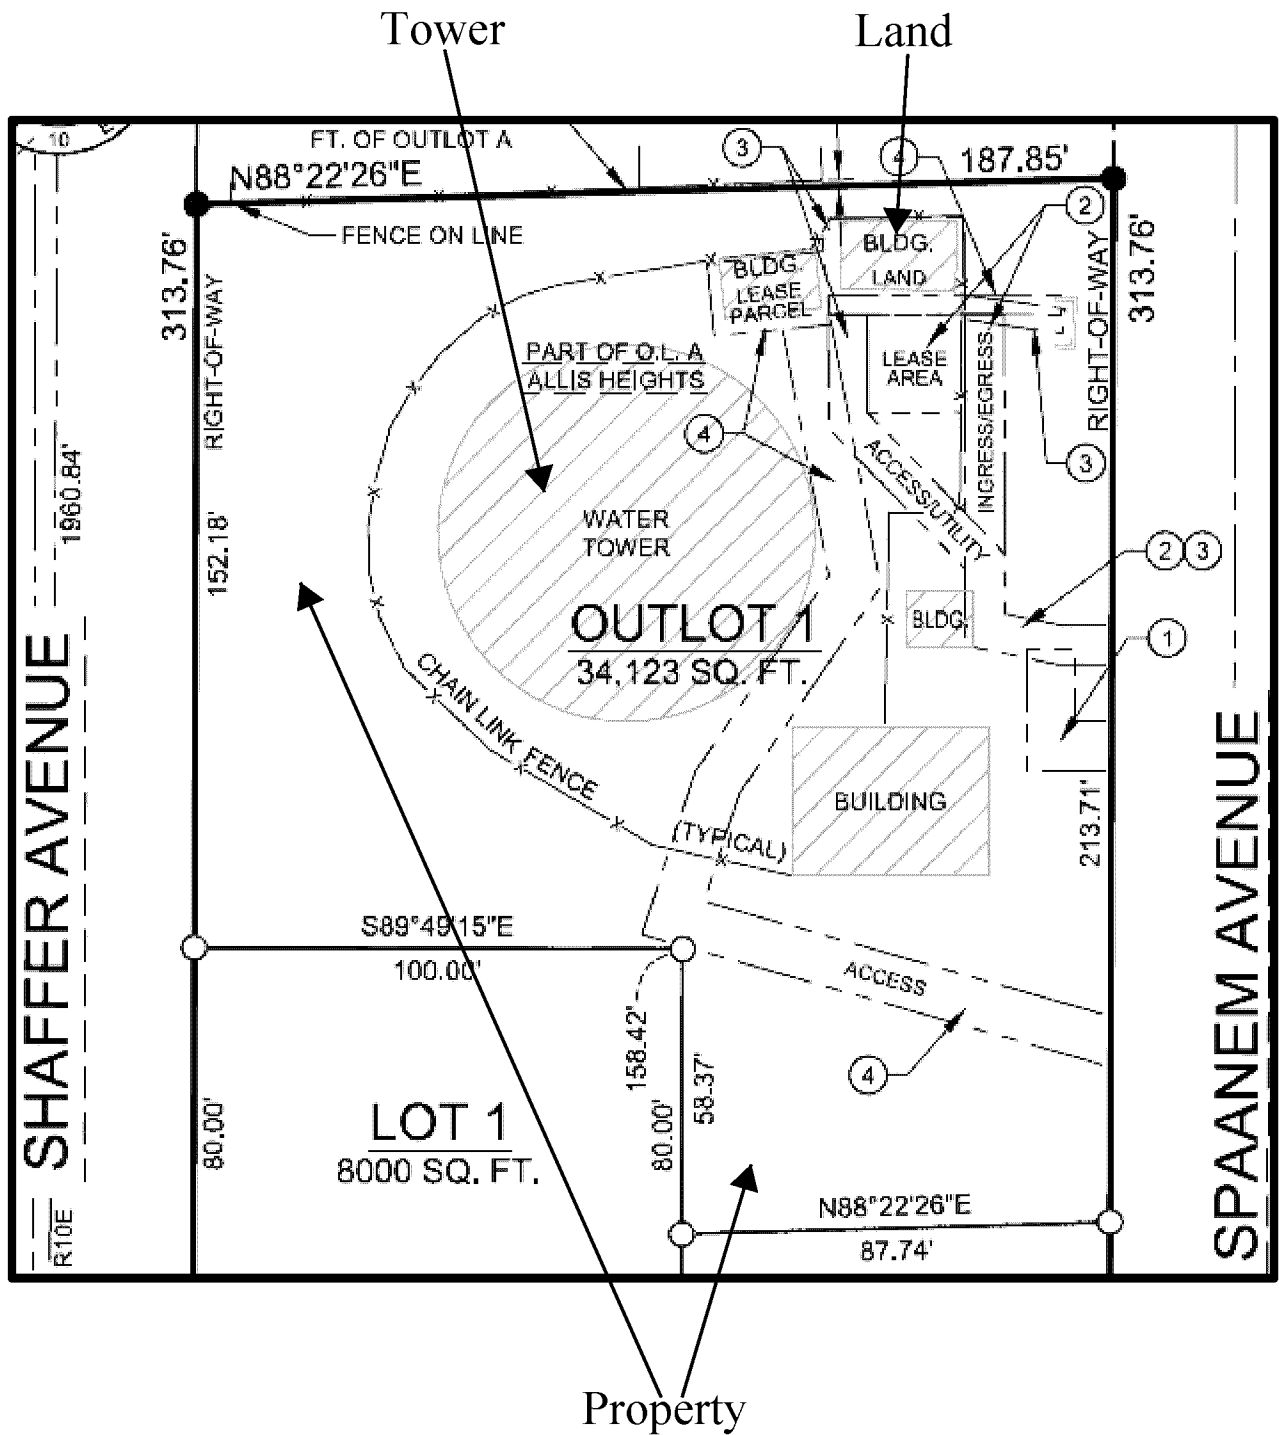 Tower
Land
10
E
FT. OF OUTLOT A
3
4
187.85'
N88°22'26"E
2
FENCE ON LINE
BLDG.
LAND
313.76'
RIGHT-OF-WAY
BLDG.
LEASE
PARCEL
RIGHT-OF-WAY
313.76'
PART OF O.L. A
ALLIS HEIGHTS
LEASE
AREA
INGRESS/EGRESS
4
3
ACCESS/UTILITY
1960.84'
152.18'
WATER
TOWER
2 3
OUTLOT 1
34,123 SQ. FT.
BLDG.
1
CHAIN LINK FENCE
(TYPICAL)
BUILDING
213.71'
SHAFFER AVENUE
SPAANEM AVENUE
S89°49'15"E
100.00'
ACCESS
158.42'
58.37'
4
80.00'
LOT 1
8000 SQ. FT.
80.00'
N88°22'26"E
87.74'
R10E
Property